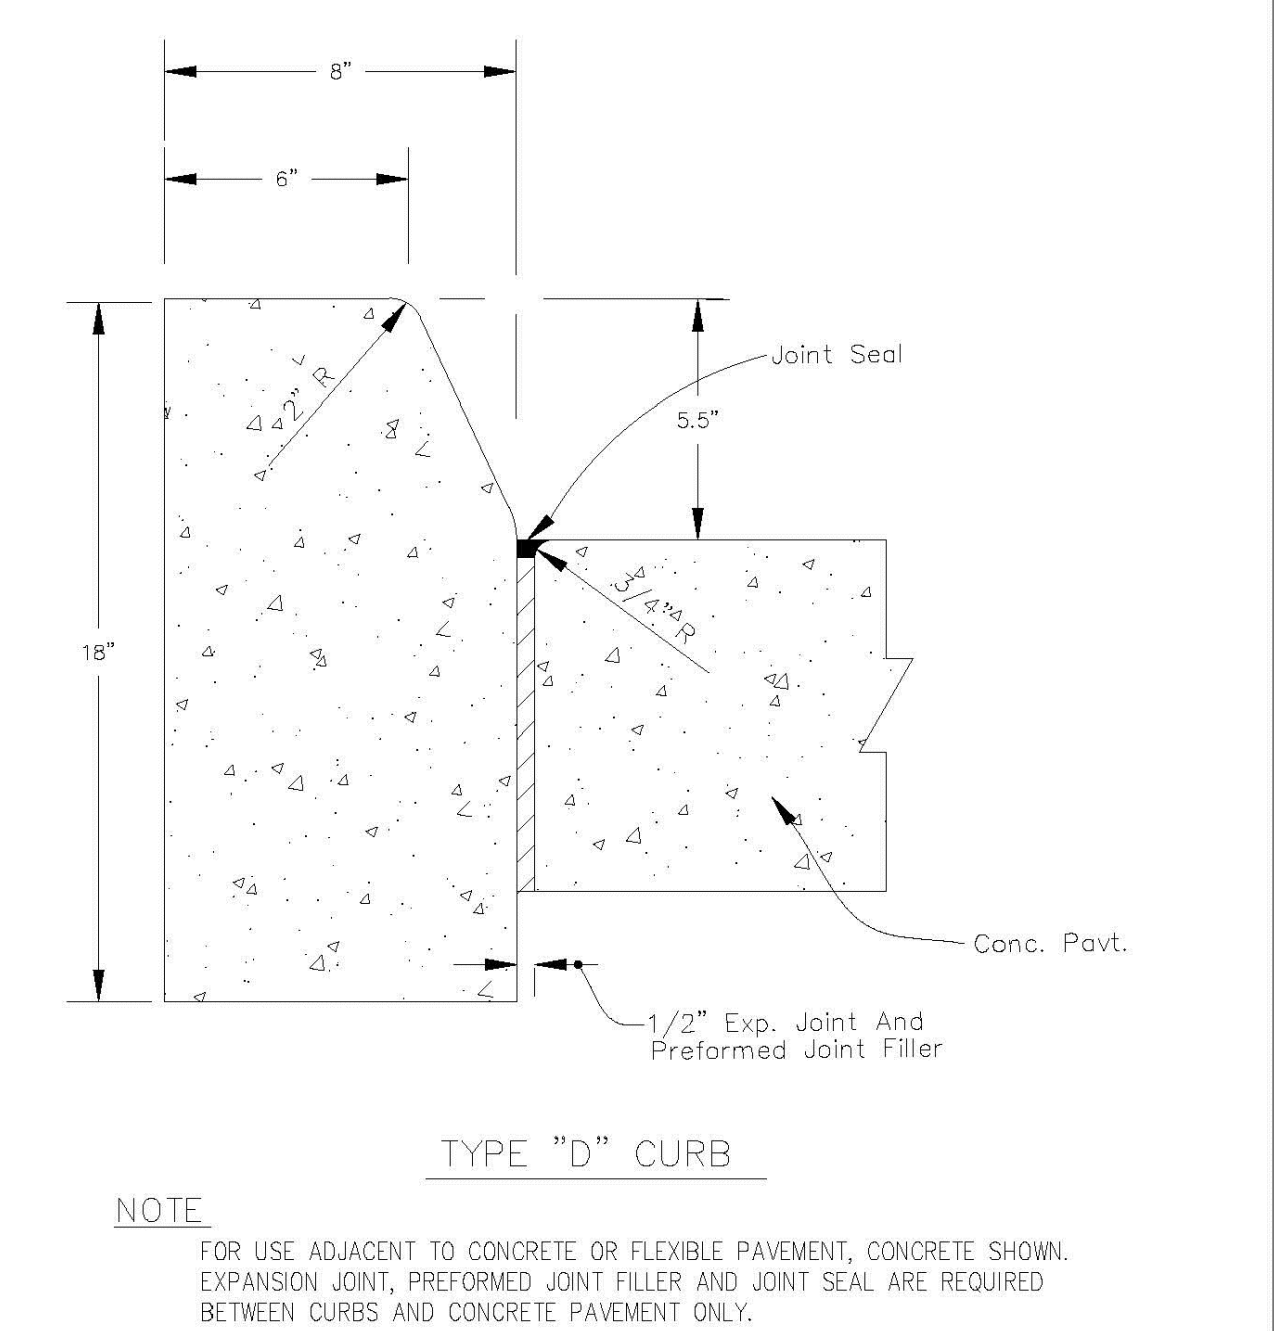 8"
6"
Joint Seal
2" R
5.5"
3/4" R
18"
Conc. Pavt.
1/2" Exp. Joint And
Preformed Joint Filler
TYPE "D" CURB
NOTE
FOR USE ADJACENT TO CONCRETE OR FLEXIBLE PAVEMENT, CONCRETE SHOWN.
EXPANSION JOINT, PREFORMED JOINT FILLER AND JOINT SEAL ARE REQUIRED
BETWEEN CURBS AND CONCRETE PAVEMENT ONLY.